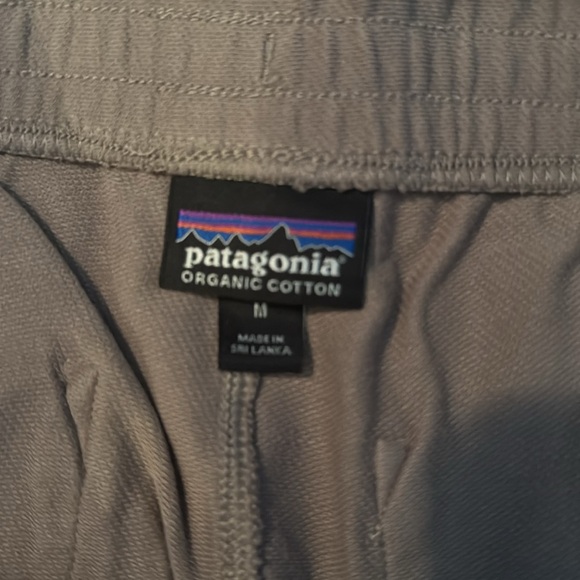 patagonia®
ORGANIC COTTON
M
MADE IN
SRI LANKA